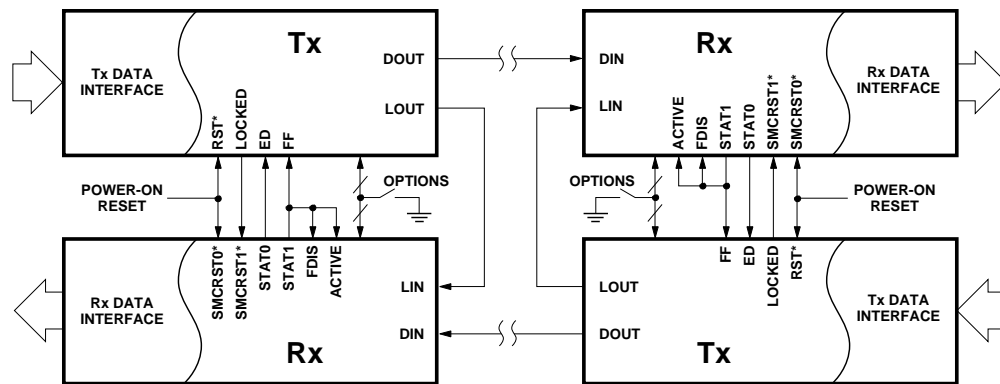 Tx
Tx DATA
INTERFACE
DOUT
LOUT
RST*
LOCKED
ED
FF
Rx
DIN
LIN
Rx DATA
INTERFACE
ACTIVE
FDIS
STAT1
STAT0
SMCRST1*
SMCRST0*
POWER-ON
RESET
OPTIONS
OPTIONS
POWER-ON
RESET
Rx DATA
INTERFACE
SMCRST0*
SMCRST1*
STAT0
STAT1
FDIS
ACTIVE
LIN
DIN
Rx
FF
ED
LOCKED
RST*
LOUT
DOUT
Tx DATA
INTERFACE
Tx